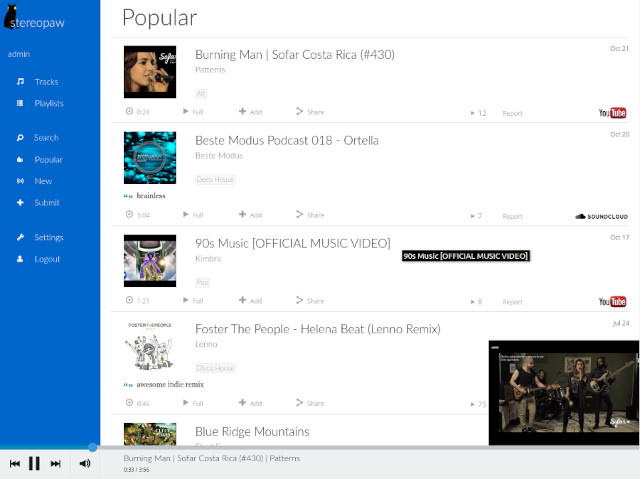 stereopaw
admin
Tracks
Playlists
Search
Popular
New
Submit
Settings
Logout
Popular
Burning Man | Sofar Costa Rica (#430)
Oct 21
Patterns
Alt
0:28 Full Add Share 12 Report YouTube
Beste Modus Podcast 018 - Ortella
Oct 20
Beste Modus
Deep House
brainless
5:04 Full Add Share 7 Report SOUNDCLOUD
90s Music [OFFICIAL MUSIC VIDEO]
Oct 17
90s Music [OFFICIAL MUSIC VIDEO]
Kimbra
Pop
1:21 Full Add Share 8 Report YouTube
Foster The People - Helena Beat (Lenno Remix)
Jul 24
FOSTER THE PEOPLE
Lenno
Disco House
awesome indie remix
0:46 Full Add Share 75
Sofar
Blue Ridge Mountains
Burning Man | Sofar Costa Rica (#430) | Patterns
0:33 / 3:56